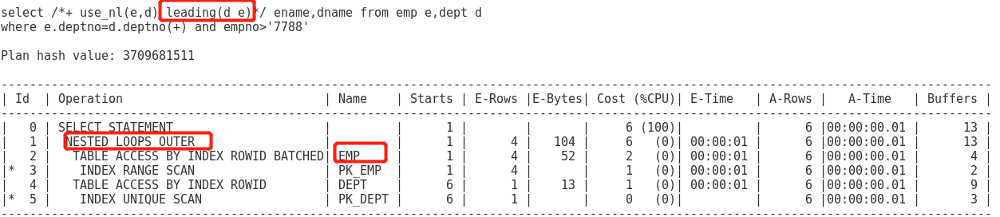 select /*+ use_nl(e,d) leading(d e)*/ ename,dname from emp e,dept d
where e.deptno=d.deptno(+) and empno>'7788'
Plan hash value: 3709681511
---------------------------------------------------------------------------------------------------------------------------------------
| Id  | Operation                            | Name    | Starts | E-Rows |E-Bytes| Cost (%CPU)| E-Time   | A-Rows |   A-Time   | Buffers |
---------------------------------------------------------------------------------------------------------------------------------------
|   0 | SELECT STATEMENT                     |         |      1 |        |       |     6 (100)|          |      6 |00:00:00.01 |      13 |
|   1 |  NESTED LOOPS OUTER                  |         |      1 |      4 |   104 |     6   (0)| 00:00:01 |      6 |00:00:00.01 |      13 |
|   2 |   TABLE ACCESS BY INDEX ROWID BATCHED| EMP     |      1 |      4 |    52 |     2   (0)| 00:00:01 |      6 |00:00:00.01 |       4 |
|*  3 |    INDEX RANGE SCAN                  | PK_EMP  |      1 |      4 |       |     1   (0)| 00:00:01 |      6 |00:00:00.01 |       2 |
|   4 |   TABLE ACCESS BY INDEX ROWID        | DEPT    |      6 |      1 |    13 |     1   (0)| 00:00:01 |      6 |00:00:00.01 |       9 |
|*  5 |    INDEX UNIQUE SCAN                 | PK_DEPT |      6 |      1 |       |     0   (0)|          |      6 |00:00:00.01 |       3 |
---------------------------------------------------------------------------------------------------------------------------------------